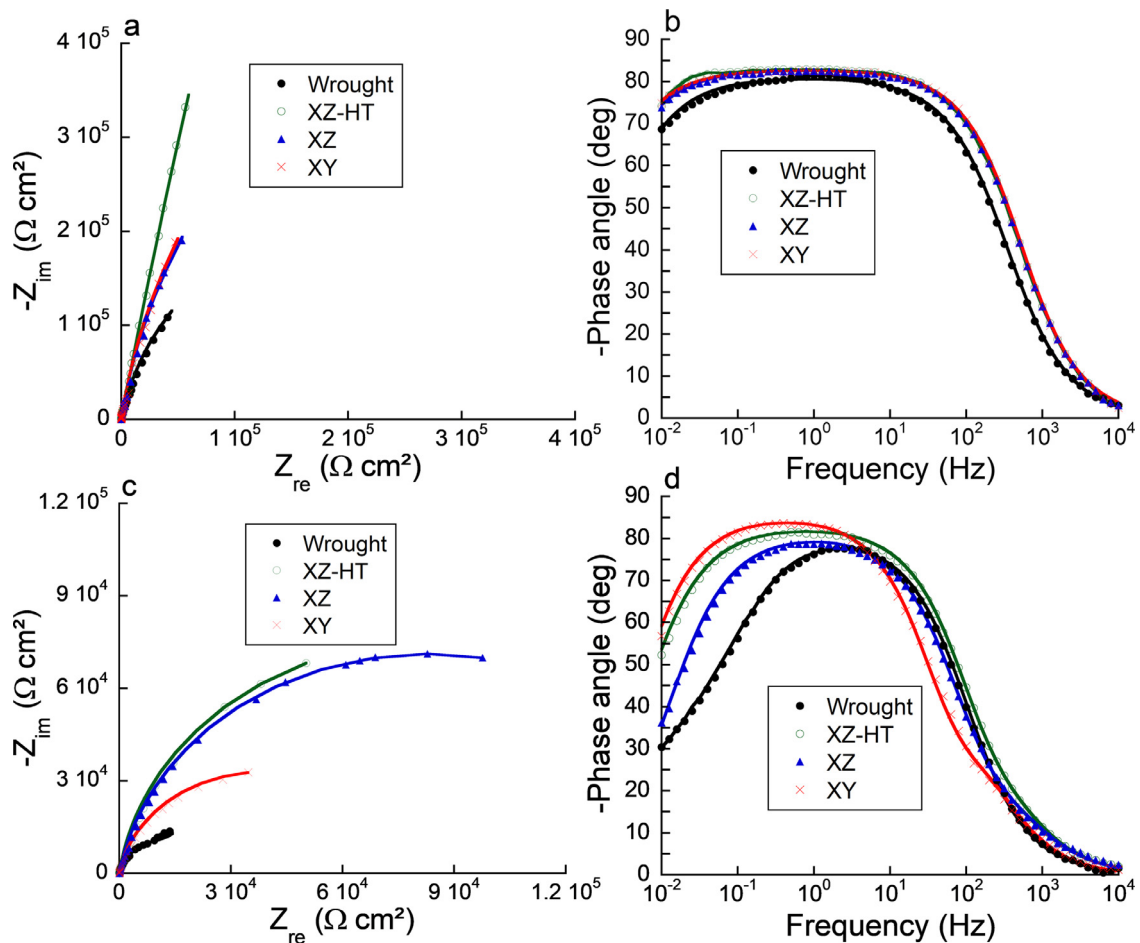 a
4 10⁵
3 10⁵
2 10⁵
1 10⁵
0
-Z_im (Ω cm²)
Wrought
XZ-HT
XZ
XY
0
1 10⁵
2 10⁵
3 10⁵
4 10⁵
Z_re (Ω cm²)
b
90
80
70
60
50
40
30
20
10
0
-Phase angle (deg)
Wrought
XZ-HT
XZ
XY
10⁻²
10⁻¹
10⁰
10¹
10²
10³
10⁴
Frequency (Hz)
c
1.2 10⁵
9 10⁴
6 10⁴
3 10⁴
0
-Z_im (Ω cm²)
Wrought
XZ-HT
XZ
XY
0
3 10⁴
6 10⁴
9 10⁴
1.2 10⁵
Z_re (Ω cm²)
d
90
80
70
60
50
40
30
20
10
0
-Phase angle (deg)
Wrought
XZ-HT
XZ
XY
10⁻²
10⁻¹
10⁰
10¹
10²
10³
10⁴
Frequency (Hz)